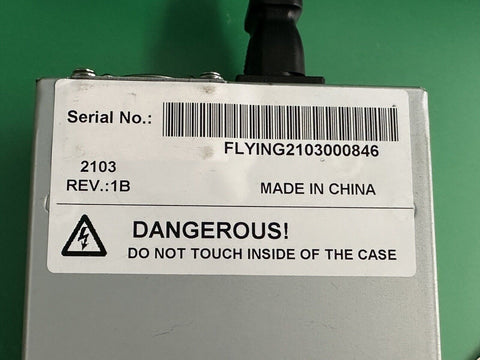 Serial No.:
FLYING2103000846
2103
REV.:1B MADE IN CHINA
DANGEROUS!
DO NOT TOUCH INSIDE OF THE CASE